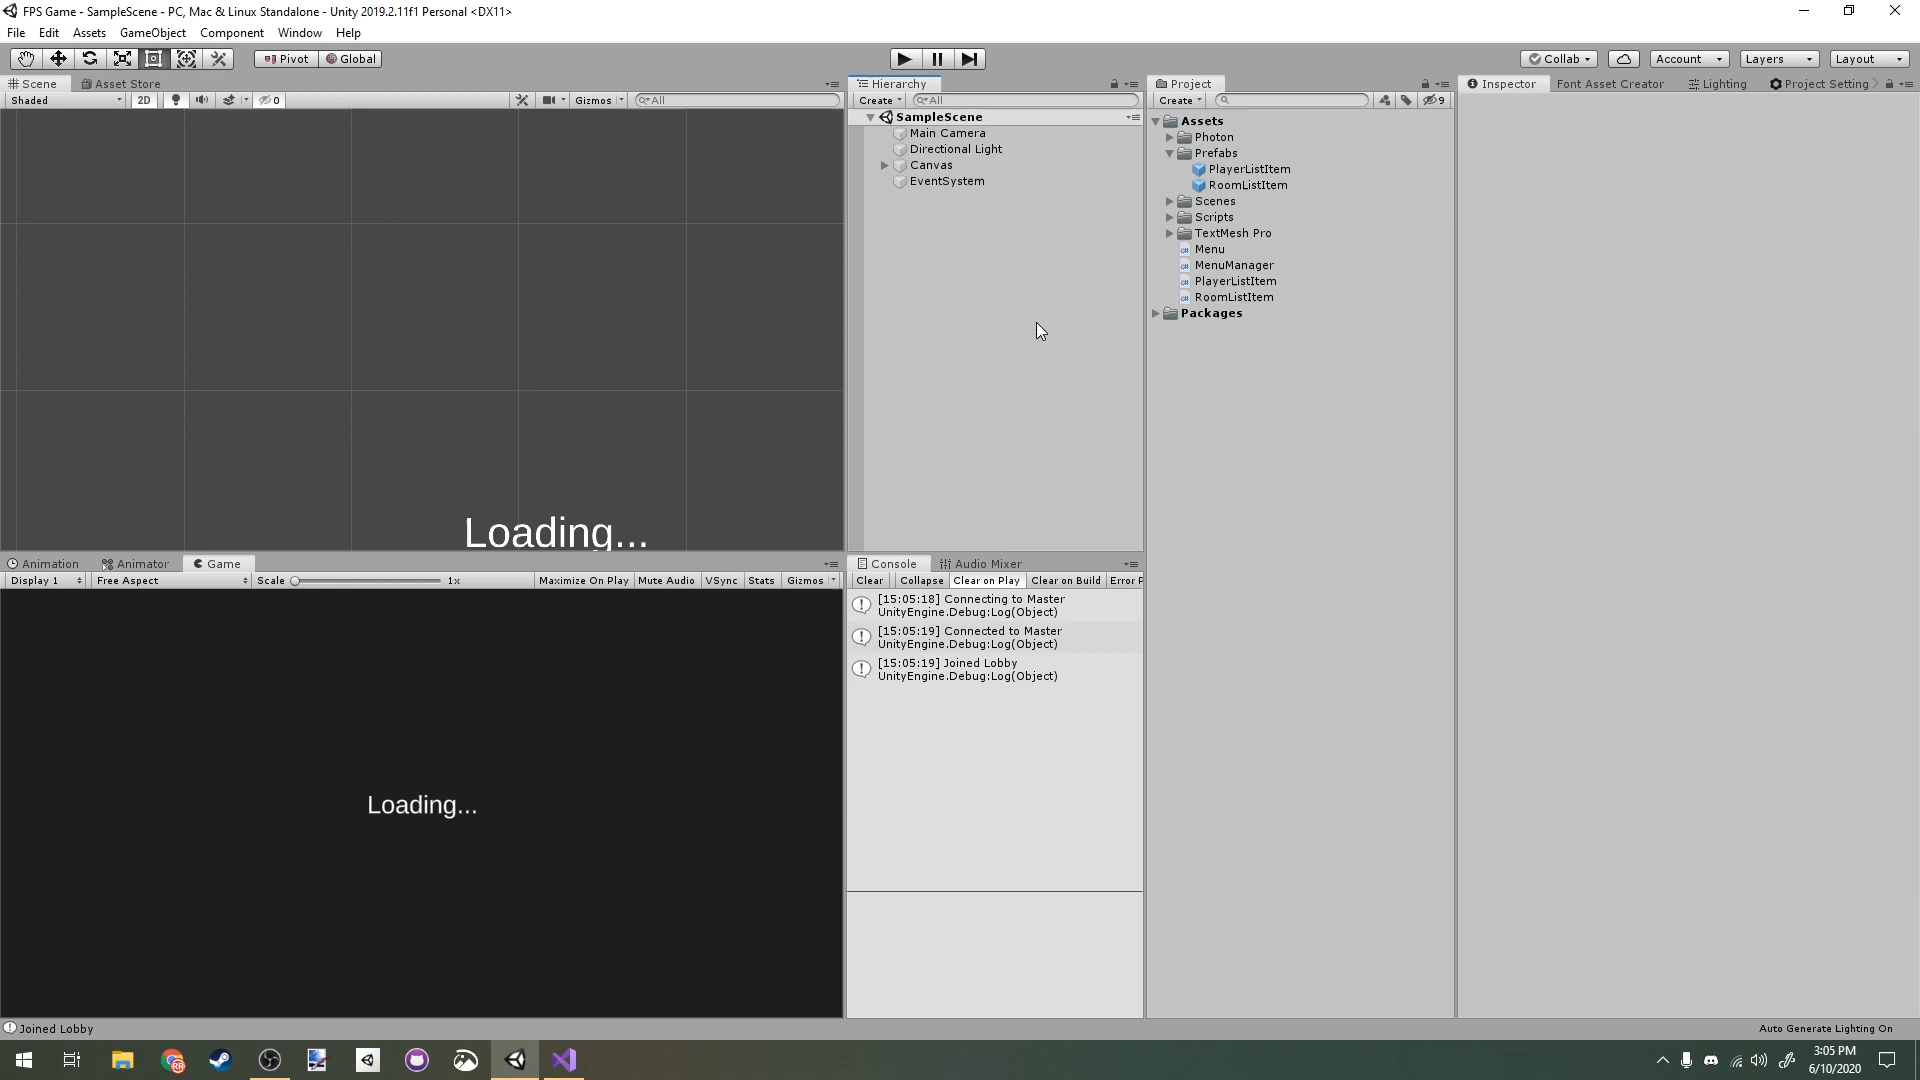 FPS Game - SampleScene - PC, Mac & Linux Standalone - Unity 2019.2.11f1 Personal <DX11>
File Edit Assets GameObject Component Window Help
Pivot Global Collab Account Layers Layout
Scene Asset Store
Shaded 2D 0 Gizmos All
Loading...
Hierarchy
Create All
SampleScene
Main Camera
Directional Light
Canvas
EventSystem
Project
Create 9
Assets
Photon
Prefabs
PlayerListItem
RoomListItem
Scenes
Scripts
TextMesh Pro
Menu
MenuManager
PlayerListItem
RoomListItem
Packages
Inspector Font Asset Creator Lighting Project Setting
Animation Animator Game
Display 1 Free Aspect Scale 1x Maximize On Play Mute Audio VSync Stats Gizmos
Loading...
Console Audio Mixer
Clear Collapse Clear on Play Clear on Build Error P
[15:05:18] Connecting to Master
UnityEngine.Debug:Log(Object)
[15:05:19] Connected to Master
UnityEngine.Debug:Log(Object)
[15:05:19] Joined Lobby
UnityEngine.Debug:Log(Object)
Joined Lobby
Auto Generate Lighting On
3:05 PM
6/10/2020